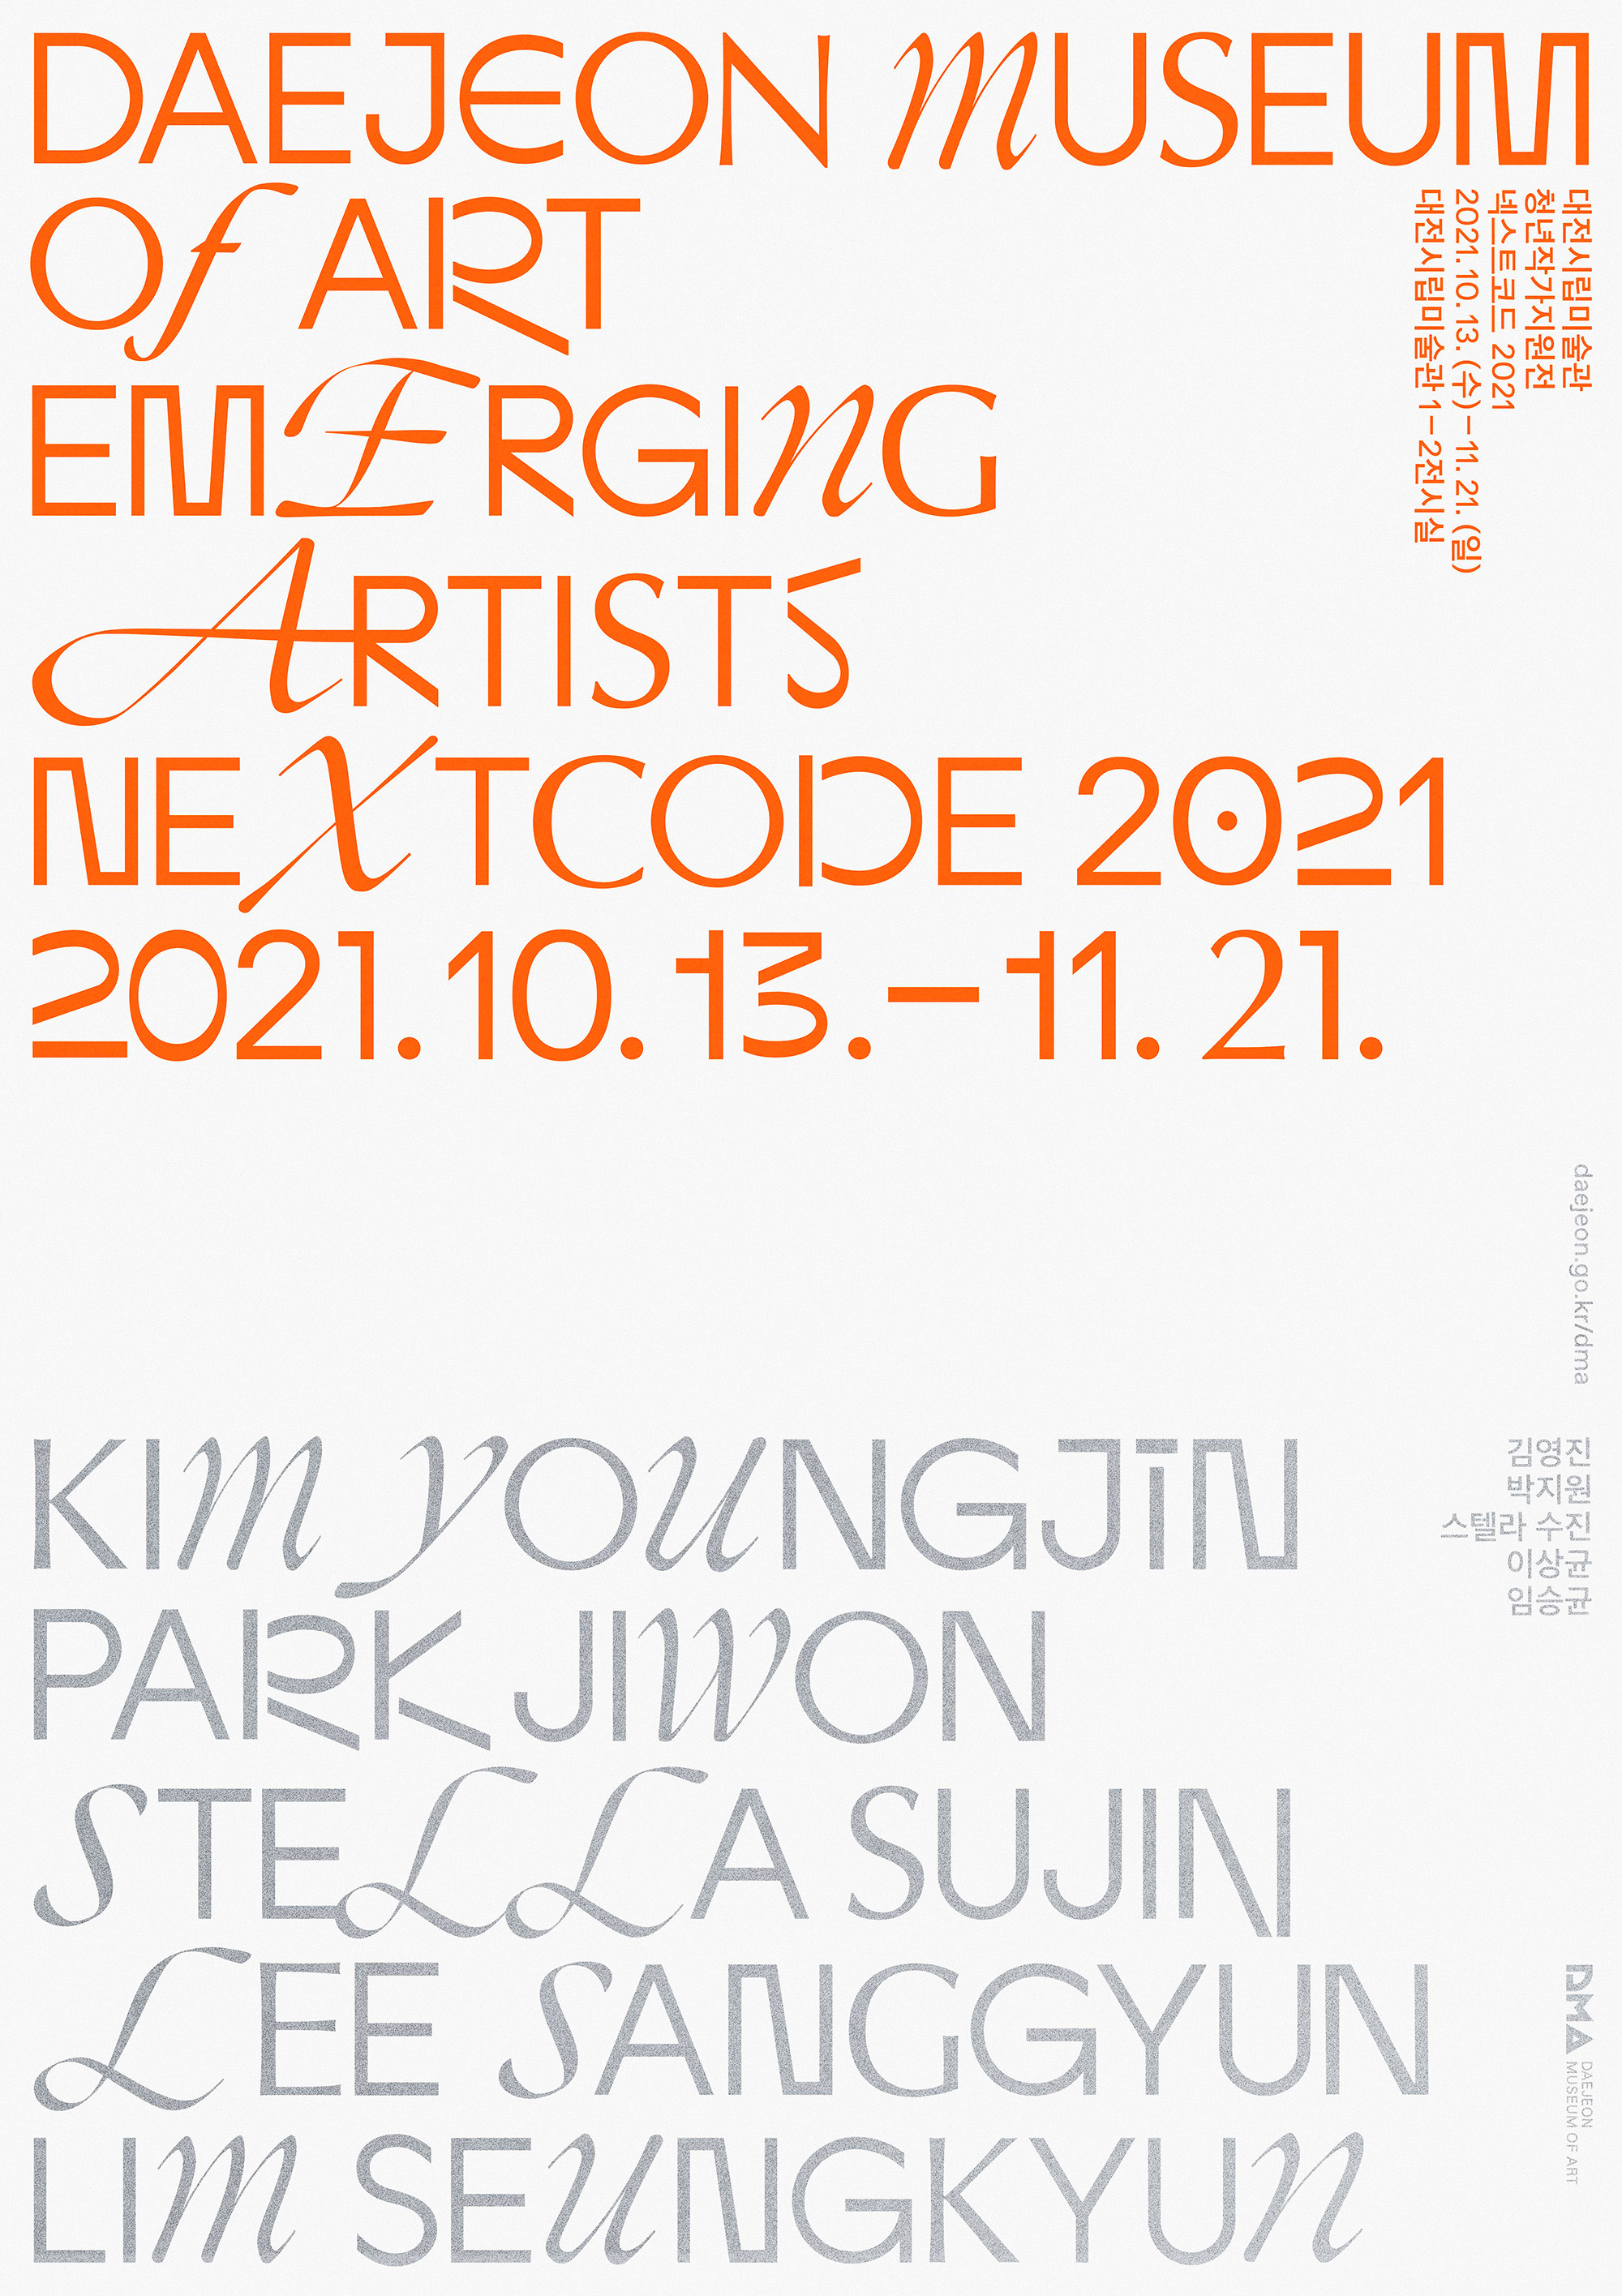 DAEJEON MUSEUM
Of ART
EMERGING
ARTIST'S
NEXTCODE 2021
2021. 10. 13. – 11. 21.
대전시립미술관
청년작가지원전
넥스트코드 2021
2021. 10. 13. (수) – 11. 21. (일)
대전시립미술관 1–2전시실
daejeon.go.kr/dma
KIM YOUNGJIN
PARK JIWON
STELLA SUJIN
LEE SANGGYUN
LIM SEUNGKYUN
김영진
박지원
스텔라 수진
이상균
임승균
DMA
DAEJEON
MUSEUM OF ART